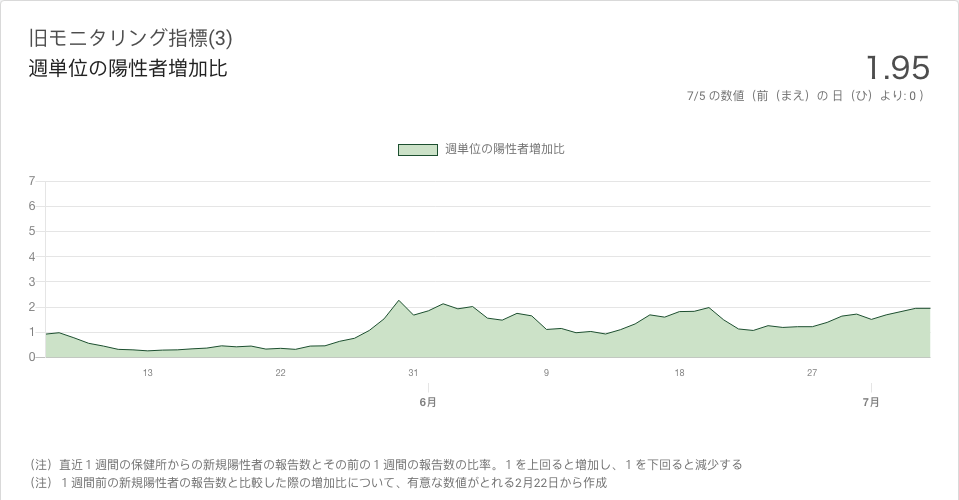 旧モニタリング指標(3)
週単位の陽性者増加比
1.95
7/5 の数値（前（まえ）の 日（ひ）より: 0 ）
週単位の陽性者増加比
7
6
5
4
3
2
1
0
13 22 31 9 18 27
6月 7月
（注）直近１週間の保健所からの新規陽性者の報告数とその前の１週間の報告数の比率。１を上回ると増加し、１を下回ると減少する
（注）１週間前の新規陽性者の報告数と比較した際の増加比について、有意な数値がとれる2月22日から作成